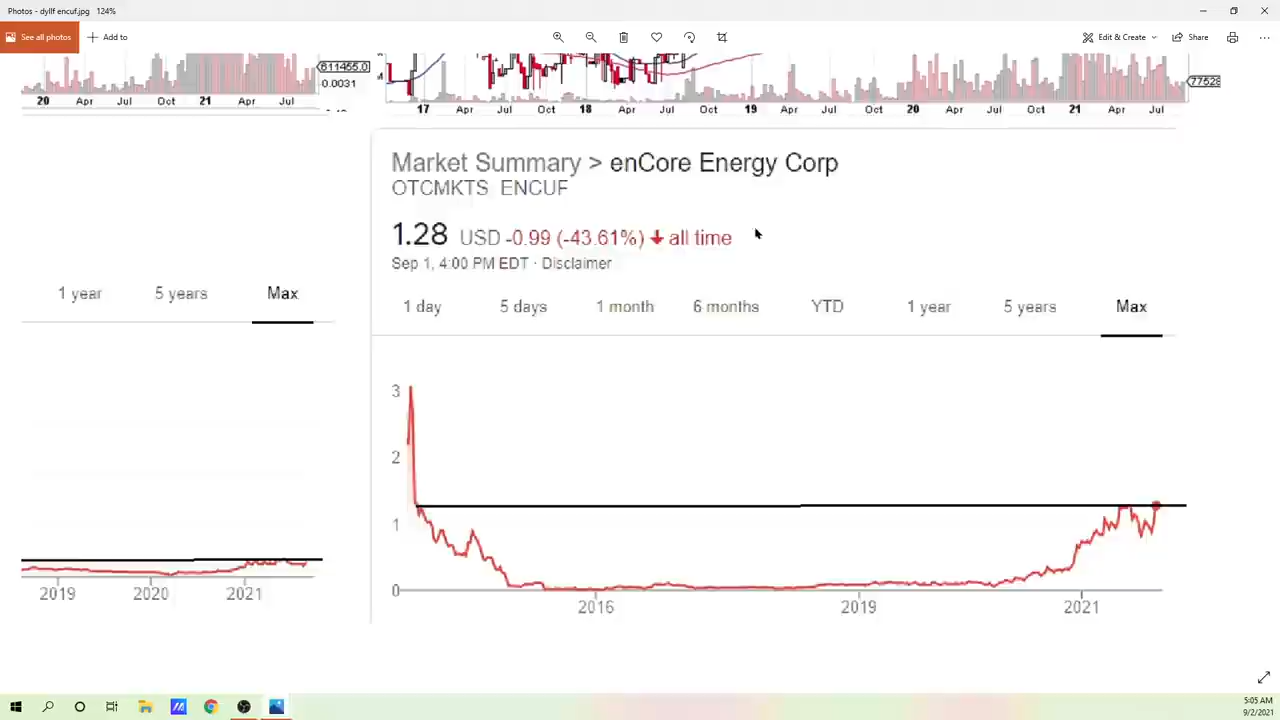 Photos - dyllf encuf.jpg   124%
See all photos
Add to
Edit & Create
Share
611455.0
0.0031
20 Apr Jul Oct 21 Apr Jul
77528
17 Apr Jul Oct 18 Apr Jul Oct 19 Apr Jul Oct 20 Apr Jul Oct 21 Apr Jul
Market Summary > enCore Energy Corp
OTCMKTS ENCUF
1.28 USD -0.99 (-43.61%) all time
Sep 1, 4:00 PM EDT · Disclaimer
1 year 5 years Max
1 day 5 days 1 month 6 months YTD 1 year 5 years Max
3
2
1
0
2019 2020 2021
2016 2019 2021
5:05 AM
9/2/2021